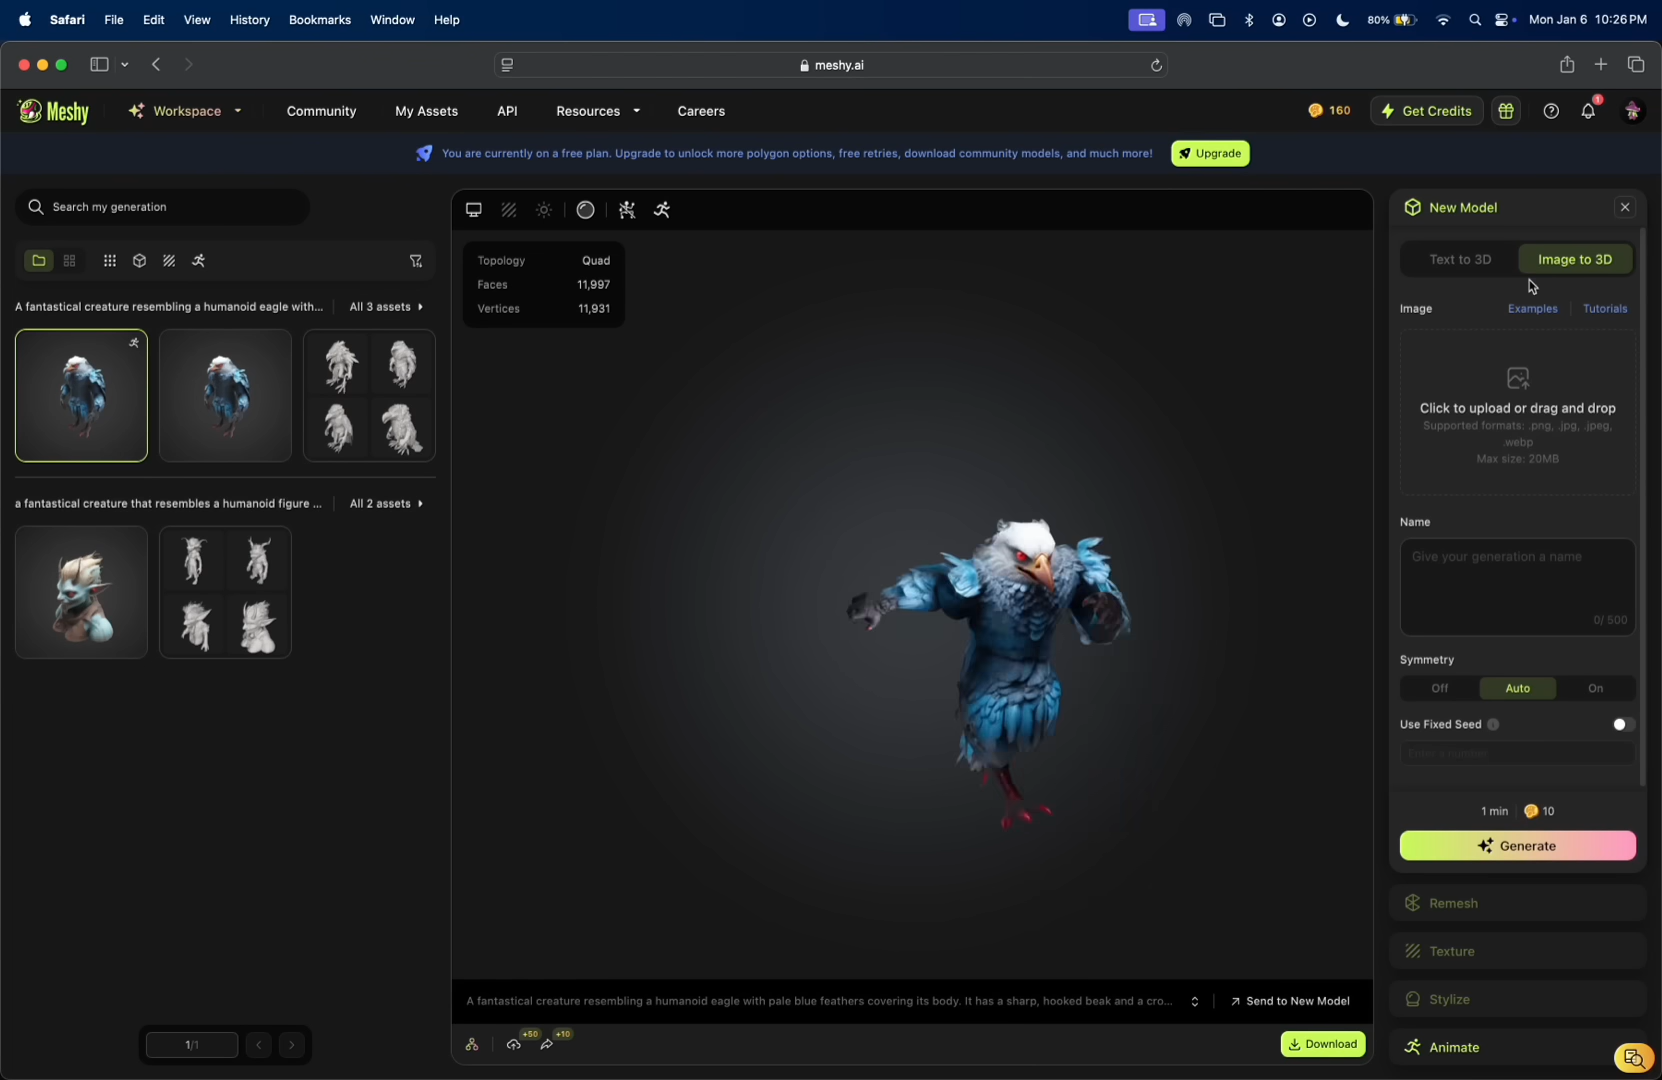 Safari File Edit View History Bookmarks Window Help 80% Mon Jan 6 10:26 PM
meshy.ai
Meshy Workspace Community My Assets API Resources Careers 160 Get Credits 1
You are currently on a free plan. Upgrade to unlock more polygon options, free retries, download community models, and much more! Upgrade
Search my generation
A fantastical creature resembling a humanoid eagle with... All 3 assets
a fantastical creature that resembles a humanoid figure ... All 2 assets
1/1
Topology Quad
Faces 11,997
Vertices 11,931
A fantastical creature resembling a humanoid eagle with pale blue feathers covering its body. It has a sharp, hooked beak and a cro... Send to New Model
+50 +10
Download
New Model
Text to 3D Image to 3D
Image Examples Tutorials
Click to upload or drag and drop
Supported formats: .png, .jpg, .jpeg,
.webp
Max size: 20MB
Name
Give your generation a name
0/ 500
Symmetry
Off Auto On
Use Fixed Seed
Enter a number
1 min 10
Generate
Remesh
Texture
Stylize
Animate